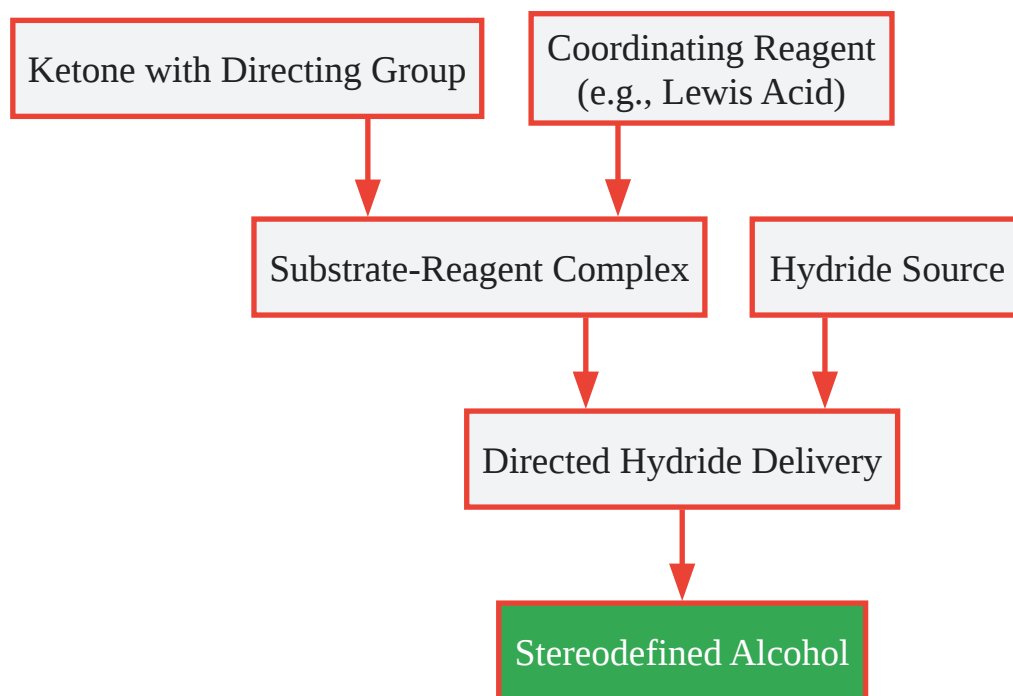 Ketone with Directing Group
Coordinating Reagent
(e.g., Lewis Acid)
Substrate-Reagent Complex
Hydride Source
Directed Hydride Delivery
Stereodefined Alcohol